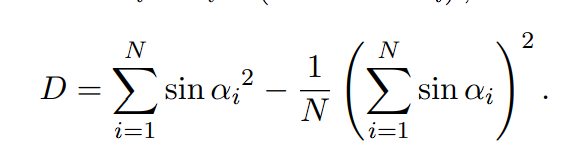 D = \sum_{i=1}^{N} \sin \alpha_i{}^2 - \frac{1}{N} \left( \sum_{i=1}^{N} \sin \alpha_i \right)^2 .